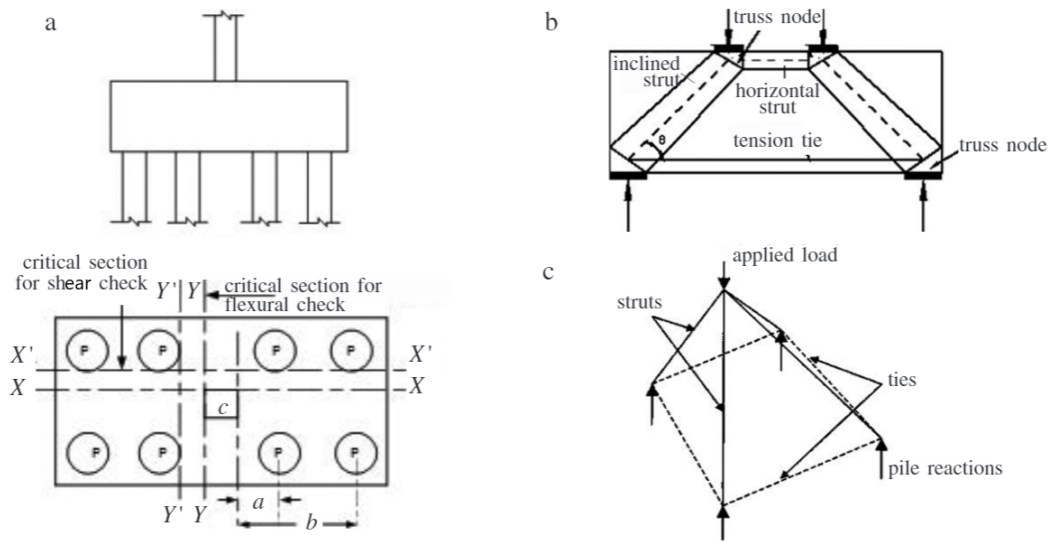 a
critical section
for shear check
Y' Y
critical section for
flexural check
P P P P
X' X'
X X
c
P P P P
Y' Y
a
b
b
truss node
inclined
strut
horizontal
strut
θ
tension tie
truss node
c
applied load
struts
ties
pile reactions